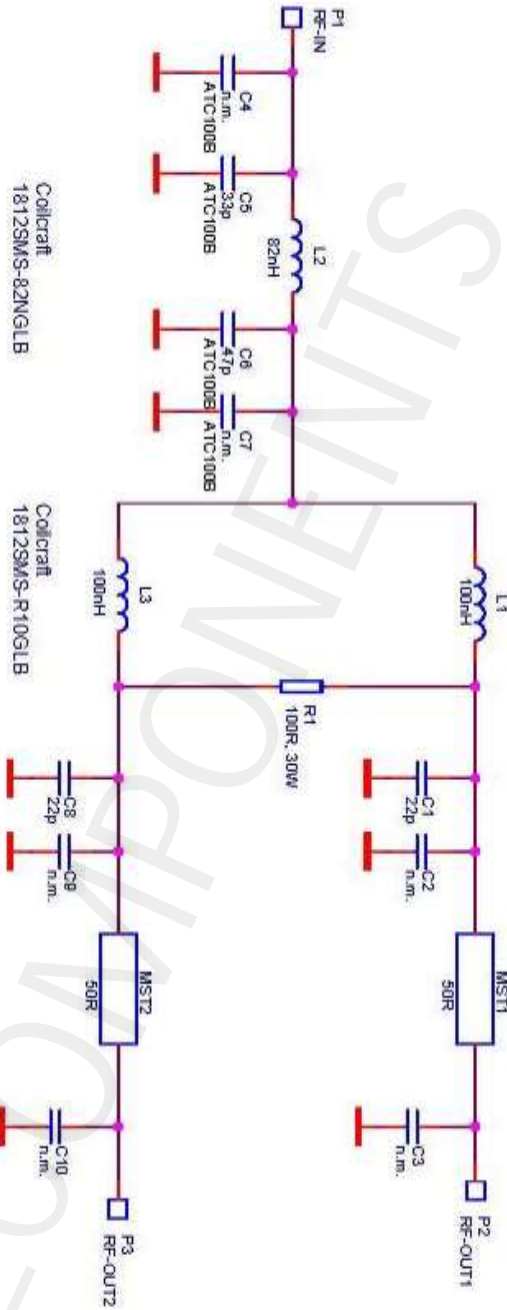 P1
RF-IN
C4
n.m.
ATC100B
C5
33p
ATC100B
L2
82nH
C6
47p
ATC100B
C7
n.m.
ATC100B
Coilcraft
1812SMS-82NGLB
L1
100nH
L3
100nH
Coilcraft
1812SMS-R10GLB
R1
100R, 30W
C1
22p
C2
n.m.
C8
22p
C9
n.m.
MST1
50R
MST2
50R
C3
n.m.
C10
n.m.
P2
RF-OUT1
P3
RF-OUT2
COMPONENTS